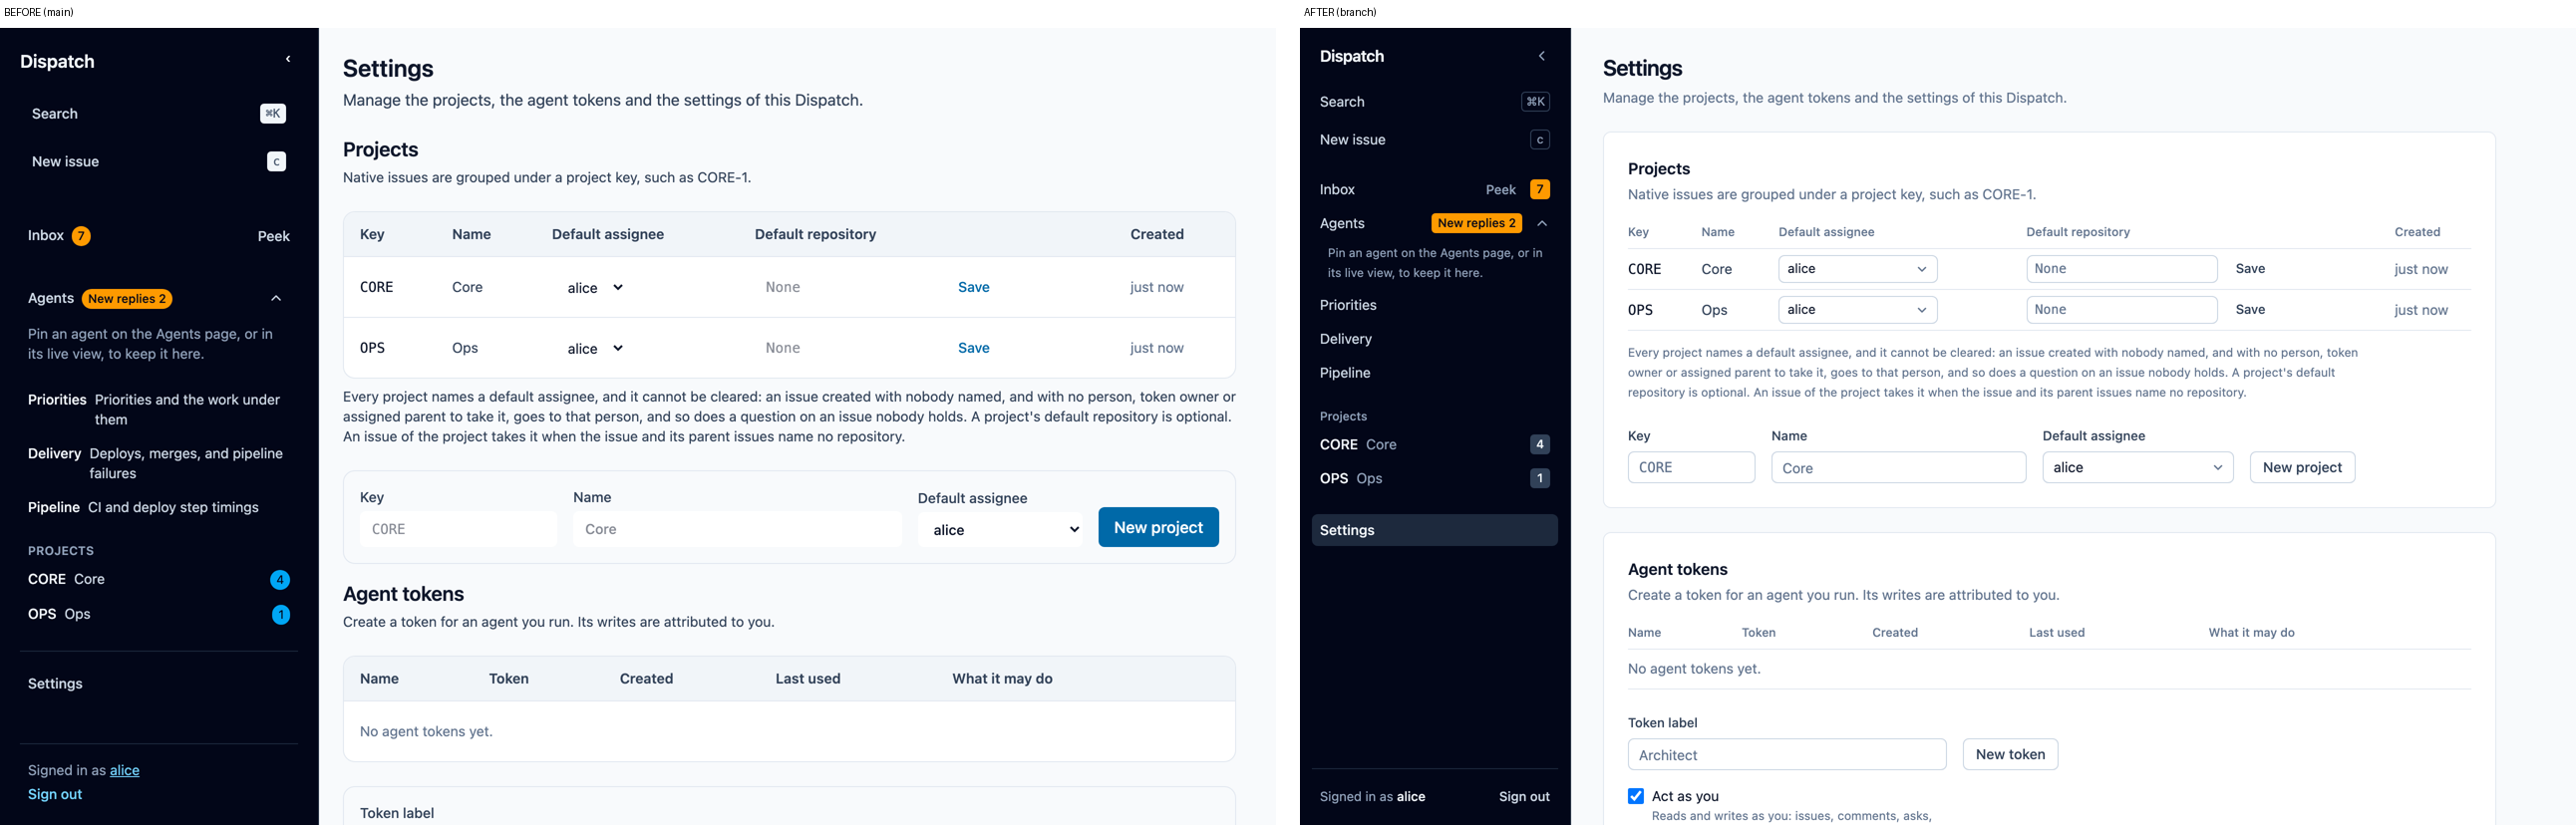 BEFORE (main)
Dispatch
Search ⌘K
New issue c
Inbox 7 Peek
Agents New replies 2
Pin an agent on the Agents page, or in
its live view, to keep it here.
Priorities Priorities and the work under
them
Delivery Deploys, merges, and pipeline
failures
Pipeline CI and deploy step timings
PROJECTS
CORE Core 4
OPS Ops 1
Settings
Signed in as alice
Sign out
Settings
Manage the projects, the agent tokens and the settings of this Dispatch.
Projects
Native issues are grouped under a project key, such as CORE-1.
Key Name Default assignee Default repository Created
CORE Core alice None Save just now
OPS Ops alice None Save just now
Every project names a default assignee, and it cannot be cleared: an issue created with nobody named, and with no person, token owner or
assigned parent to take it, goes to that person, and so does a question on an issue nobody holds. A project's default repository is optional.
An issue of the project takes it when the issue and its parent issues name no repository.
Key Name Default assignee
CORE Core alice New project
Agent tokens
Create a token for an agent you run. Its writes are attributed to you.
Name Token Created Last used What it may do
No agent tokens yet.
Token label
AFTER (branch)
Dispatch
Search ⌘K
New issue c
Inbox Peek 7
Agents New replies 2
Pin an agent on the Agents page, or in
its live view, to keep it here.
Priorities
Delivery
Pipeline
Projects
CORE Core 4
OPS Ops 1
Settings
Signed in as alice Sign out
Settings
Manage the projects, the agent tokens and the settings of this Dispatch.
Projects
Native issues are grouped under a project key, such as CORE-1.
Key Name Default assignee Default repository Created
CORE Core alice None Save just now
OPS Ops alice None Save just now
Every project names a default assignee, and it cannot be cleared: an issue created with nobody named, and with no person, token
owner or assigned parent to take it, goes to that person, and so does a question on an issue nobody holds. A project's default
repository is optional. An issue of the project takes it when the issue and its parent issues name no repository.
Key Name Default assignee
CORE Core alice New project
Agent tokens
Create a token for an agent you run. Its writes are attributed to you.
Name Token Created Last used What it may do
No agent tokens yet.
Token label
Architect New token
Act as you
Reads and writes as you: issues, comments, asks,